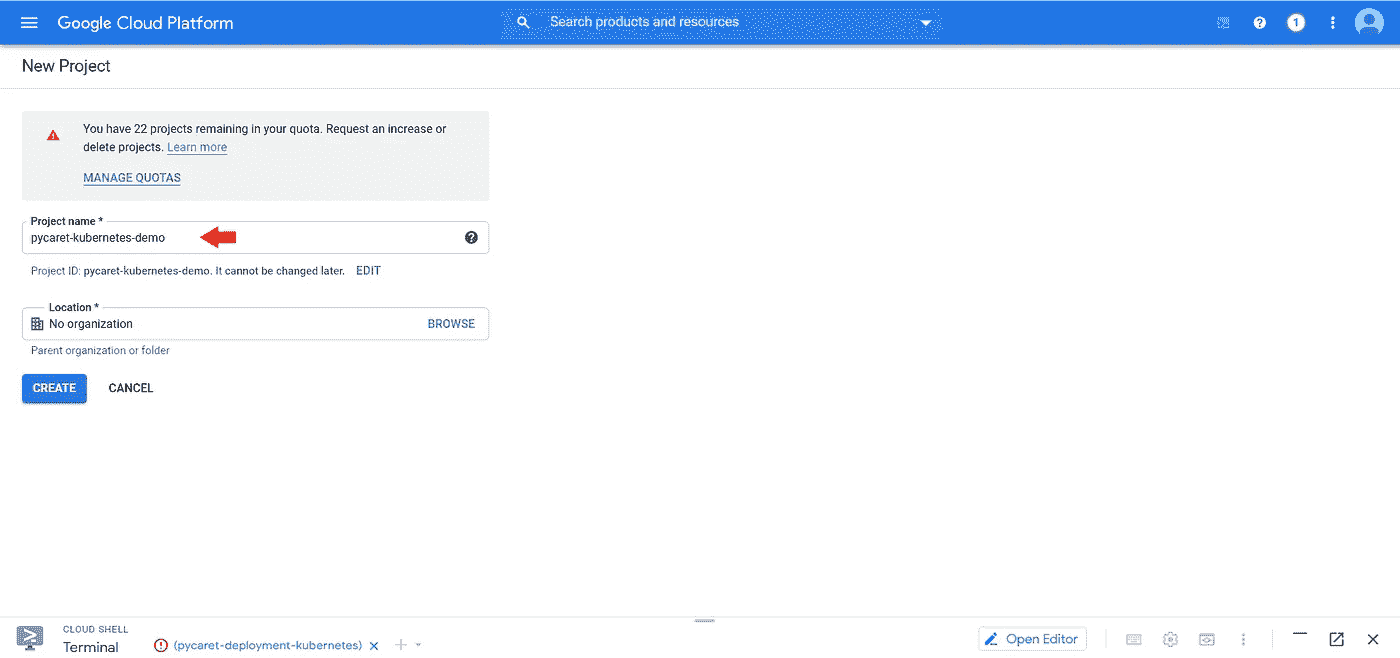 Google Cloud Platform
Search products and resources
1
New Project
You have 22 projects remaining in your quota. Request an increase or
delete projects. Learn more
MANAGE QUOTAS
Project name *
pycaret-kubernetes-demo
Project ID: pycaret-kubernetes-demo. It cannot be changed later. EDIT
Location *
No organization BROWSE
Parent organization or folder
CREATE CANCEL
CLOUD SHELL
Terminal (pycaret-deployment-kubernetes) Open Editor